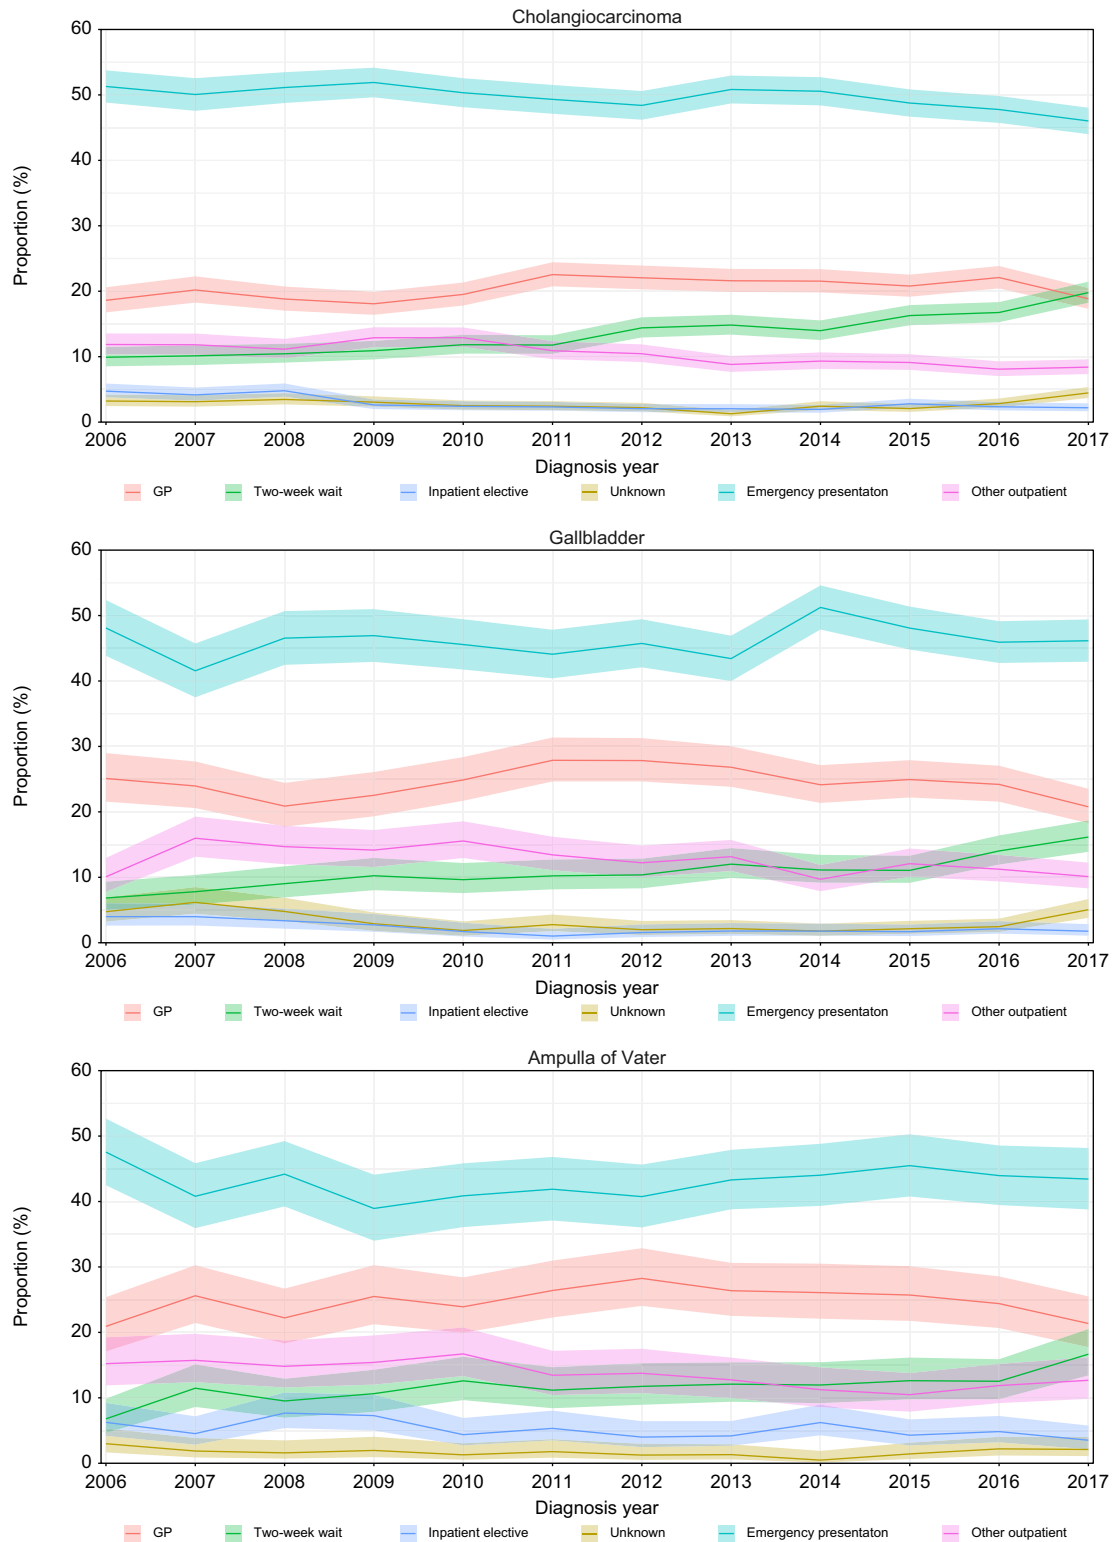 Cholangiocarcinoma
60
50
40
30
20
10
0
Proportion (%)
2006 2007 2008 2009 2010 2011 2012 2013 2014 2015 2016 2017
Diagnosis year
GP Two-week wait Inpatient elective Unknown Emergency presentaton Other outpatient
Gallbladder
60
50
40
30
20
10
0
Proportion (%)
2006 2007 2008 2009 2010 2011 2012 2013 2014 2015 2016 2017
Diagnosis year
GP Two-week wait Inpatient elective Unknown Emergency presentaton Other outpatient
Ampulla of Vater
60
50
40
30
20
10
0
Proportion (%)
2006 2007 2008 2009 2010 2011 2012 2013 2014 2015 2016 2017
Diagnosis year
GP Two-week wait Inpatient elective Unknown Emergency presentaton Other outpatient